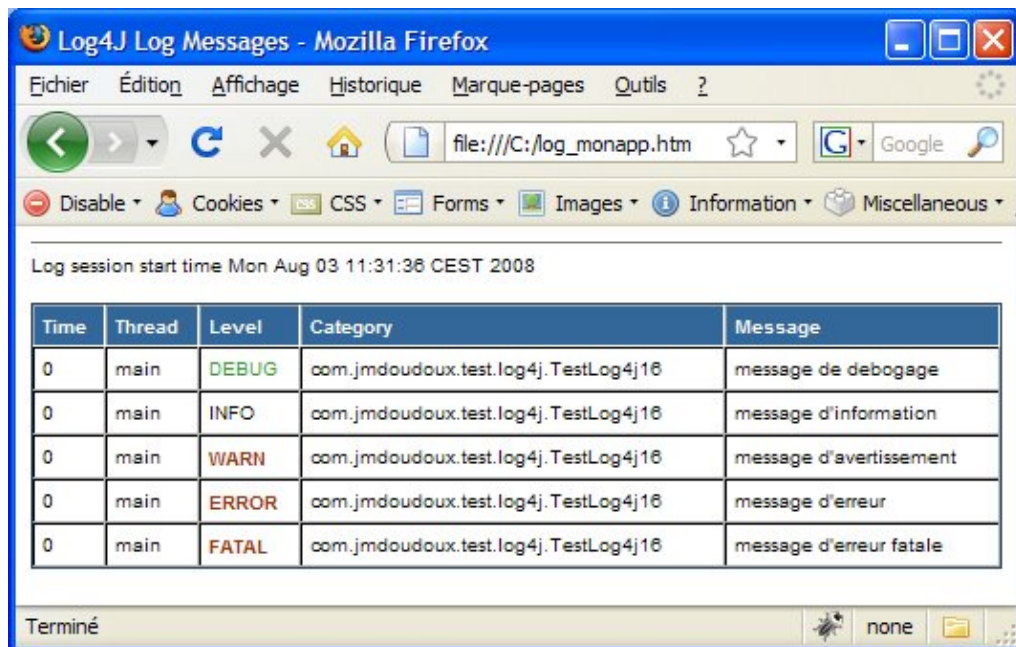 Log4J Log Messages - Mozilla Firefox
Fichier Édition Affichage Historique Marque-pages Outils ?
file:///C:/log_monapp.htm G Google
Disable Cookies css CSS Forms Images Information Miscellaneous
Log session start time Mon Aug 03 11:31:36 CEST 2008
Time Thread Level Category Message
0 main DEBUG com.jmdoudoux.test.log4j.TestLog4j16 message de debogage
0 main INFO com.jmdoudoux.test.log4j.TestLog4j16 message d'information
0 main WARN com.jmdoudoux.test.log4j.TestLog4j16 message d'avertissement
0 main ERROR com.jmdoudoux.test.log4j.TestLog4j16 message d'erreur
0 main FATAL com.jmdoudoux.test.log4j.TestLog4j16 message d'erreur fatale
Terminé none